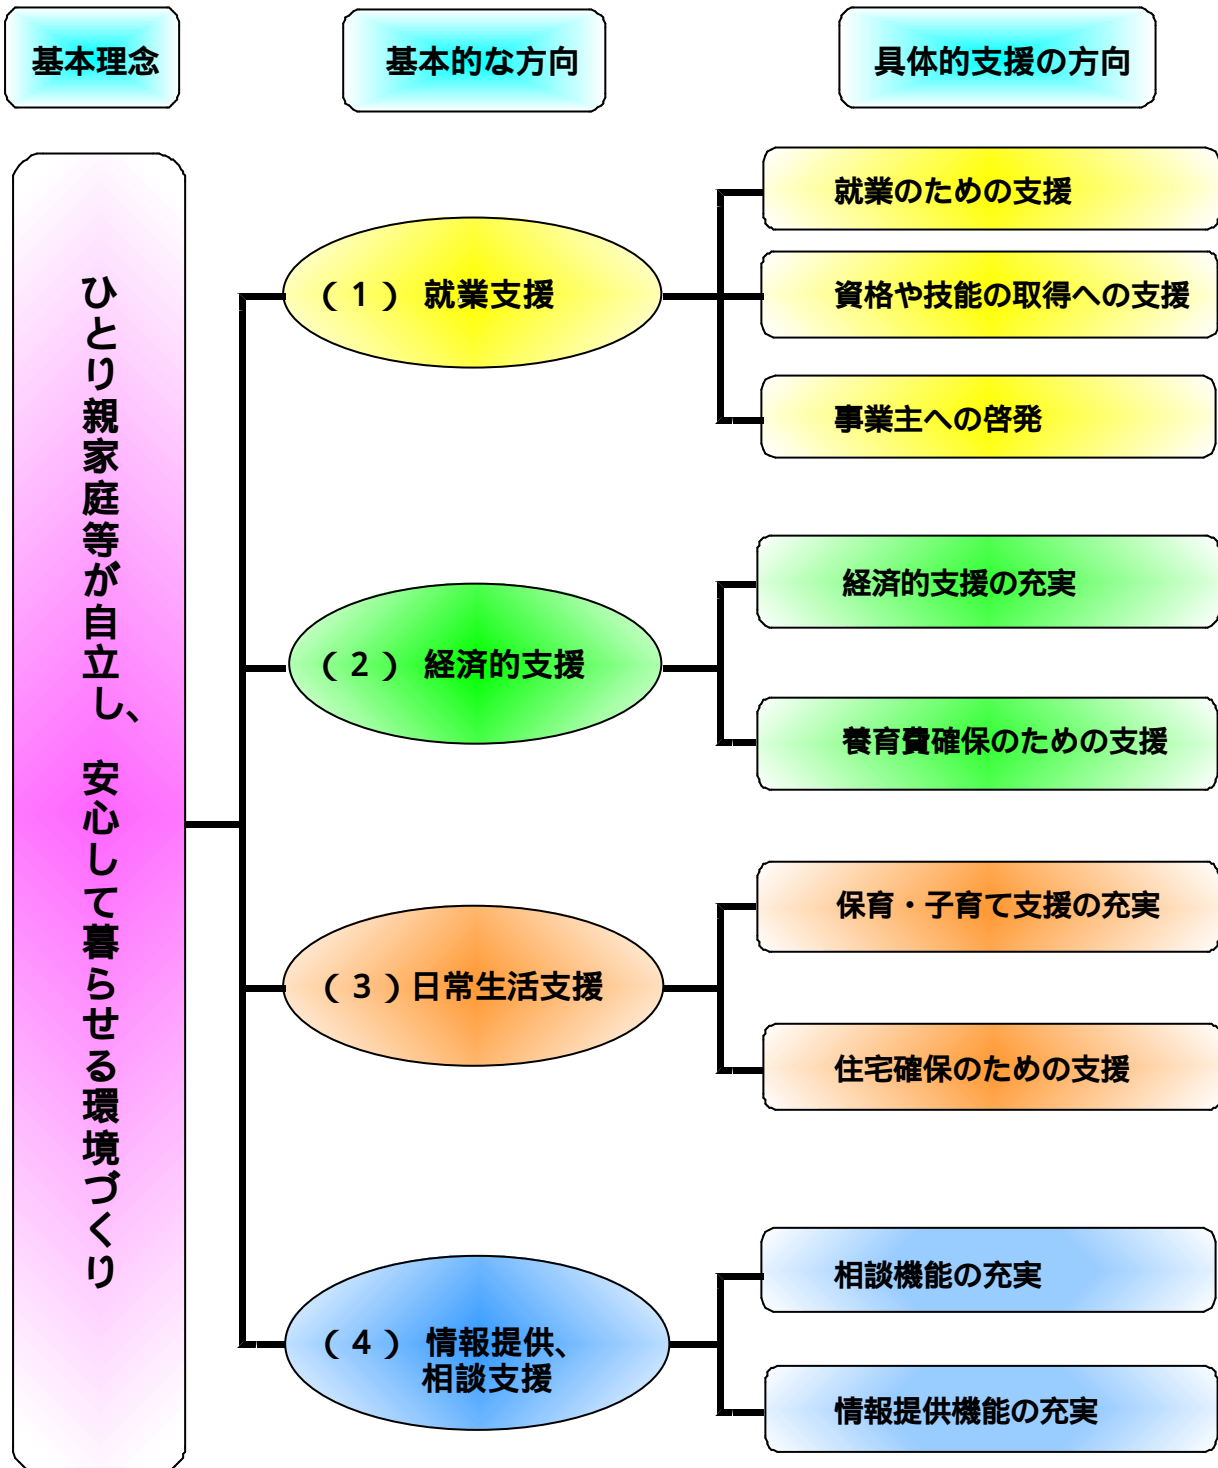 基本理念
基本的な方向
具体的支援の方向
ひとり親家庭等が自立し、安心して暮らせる環境づくり
(1) 就業支援
就業のための支援
資格や技能の取得への支援
事業主への啓発
(2) 経済的支援
経済的支援の充実
養育費確保のための支援
(3)日常生活支援
保育・子育て支援の充実
住宅確保のための支援
(4) 情報提供、
相談支援
相談機能の充実
情報提供機能の充実